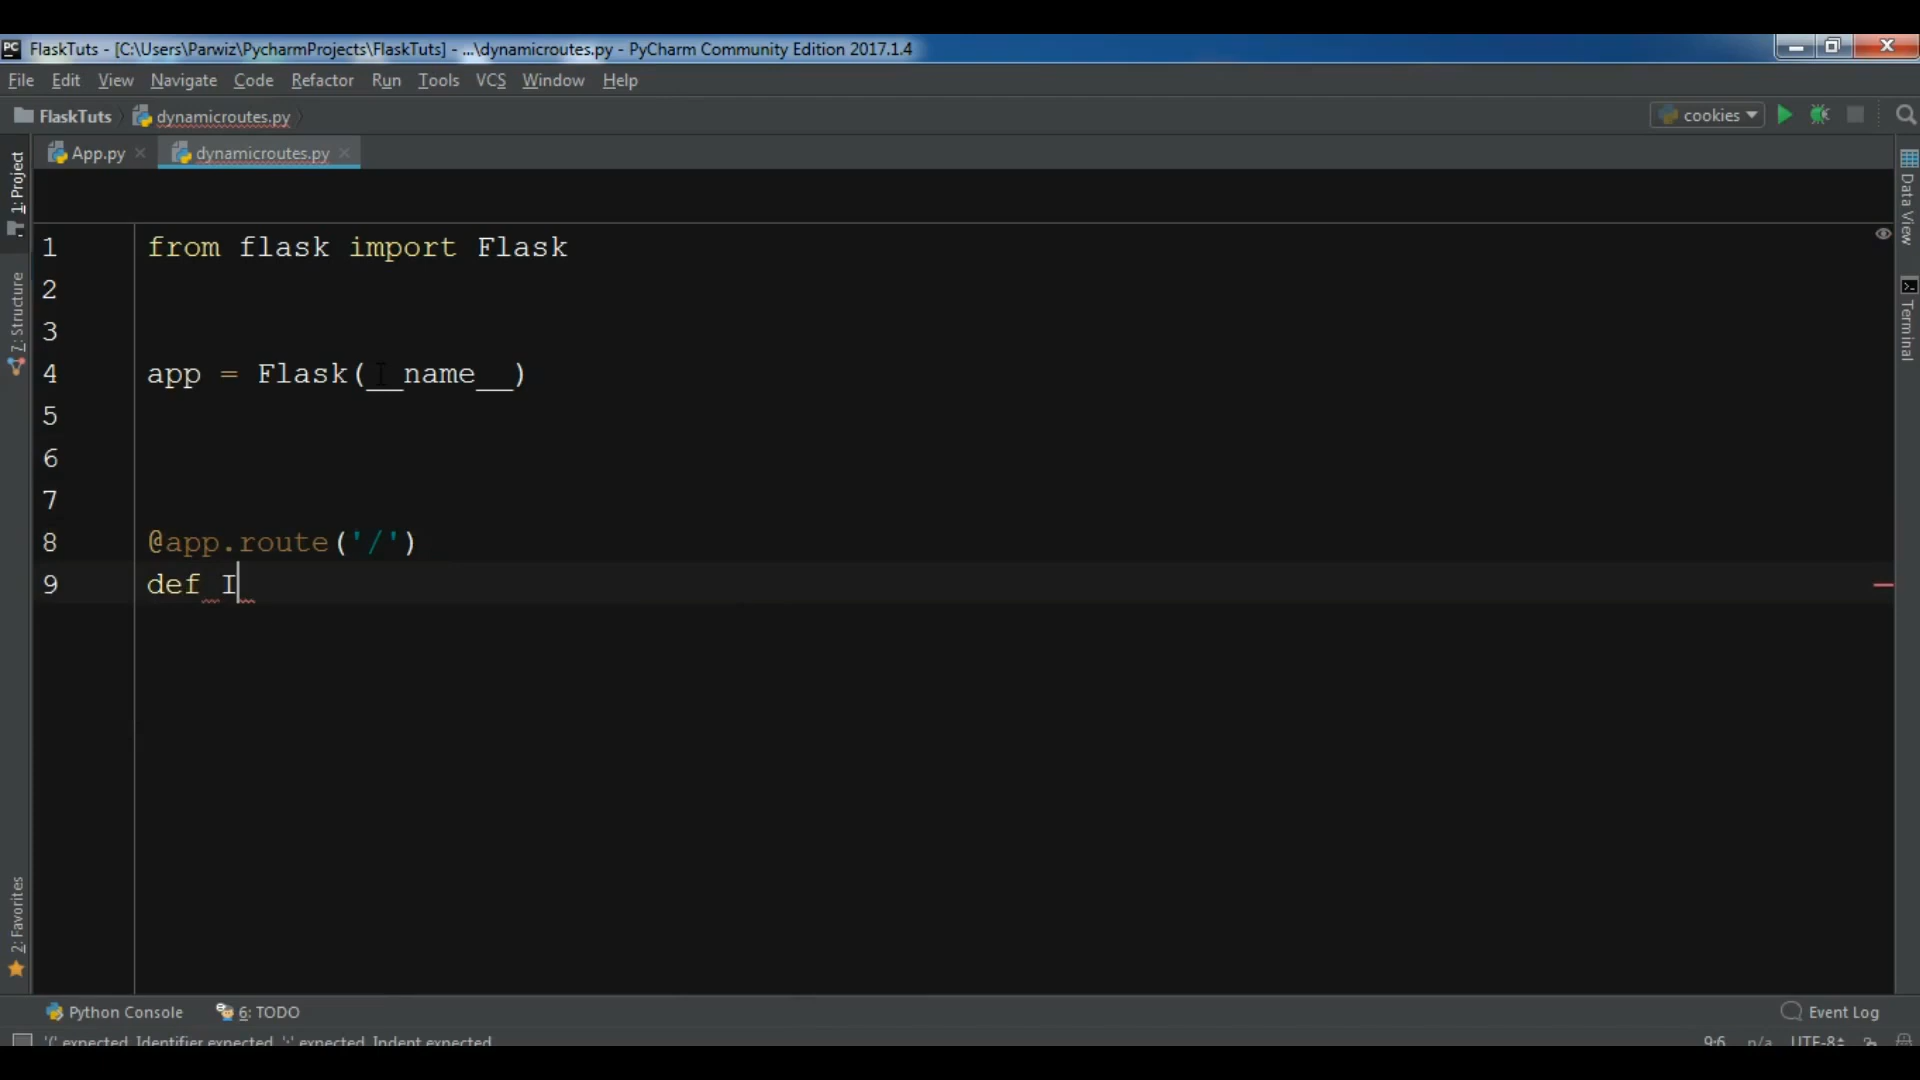 FlaskTuts - [C:\Users\Parwiz\PycharmProjects\FlaskTuts] - ...\dynamicroutes.py - PyCharm Community Edition 2017.1.4
File Edit View Navigate Code Refactor Run Tools VCS Window Help
FlaskTuts dynamicroutes.py cookies
App.py dynamicroutes.py
1: Project
7: Structure
2: Favorites
Data View
Terminal
1 from flask import Flask
2
3
4 app = Flask(__name__)
5
6
7
8 @app.route('/')
9 def I
Python Console 6: TODO Event Log
'(' expected, Identifier expected, ':' expected, Indent expected 9:6 n/a UTF-8